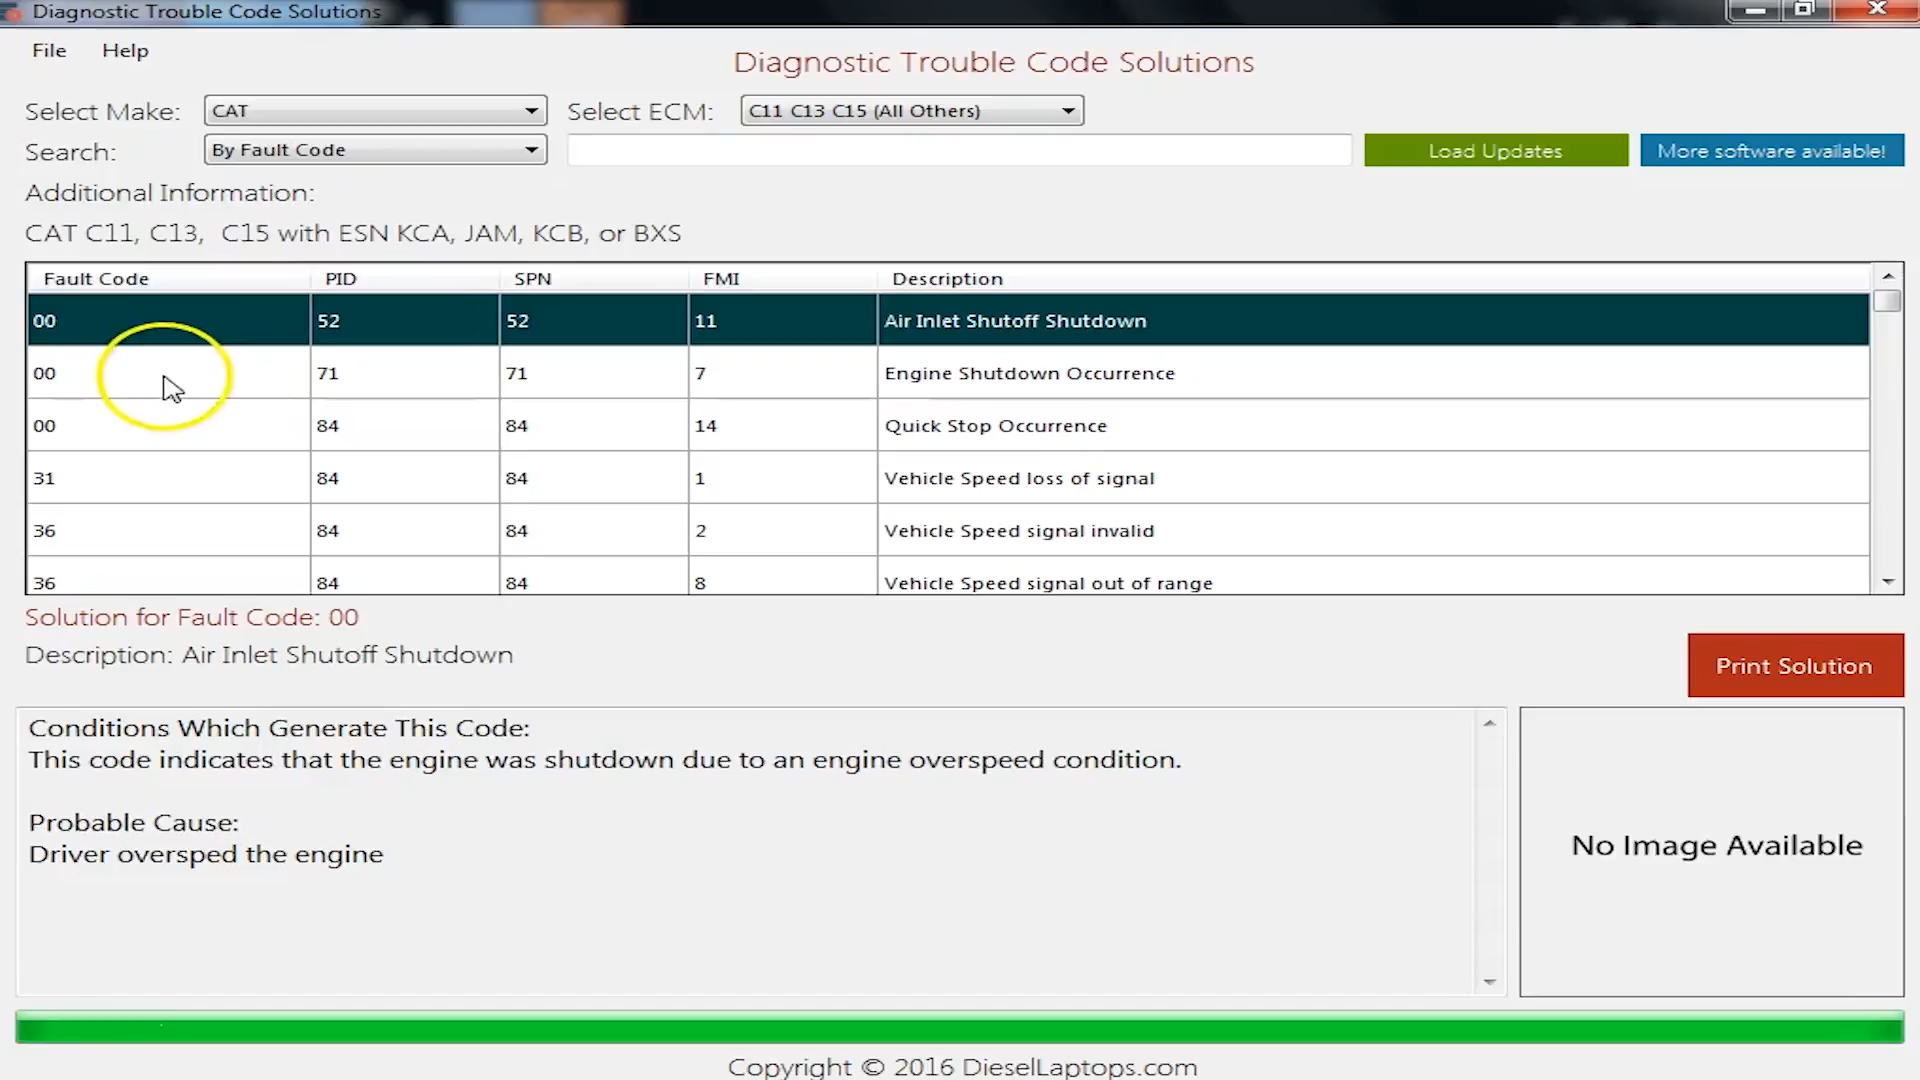 Diagnostic Trouble Code Solutions
File Help
Diagnostic Trouble Code Solutions
Select Make: CAT Select ECM: C11 C13 C15 (All Others)
Search: By Fault Code Load Updates More software available!
Additional Information:
CAT C11, C13, C15 with ESN KCA, JAM, KCB, or BXS
Fault Code PID SPN FMI Description
00 52 52 11 Air Inlet Shutoff Shutdown
00 71 71 7 Engine Shutdown Occurrence
00 84 84 14 Quick Stop Occurrence
31 84 84 1 Vehicle Speed loss of signal
36 84 84 2 Vehicle Speed signal invalid
36 84 84 8 Vehicle Speed signal out of range
Solution for Fault Code: 00
Description: Air Inlet Shutoff Shutdown
Print Solution
Conditions Which Generate This Code:
This code indicates that the engine was shutdown due to an engine overspeed condition.
Probable Cause:
Driver oversped the engine
No Image Available
Copyright © 2016 DieselLaptops.com